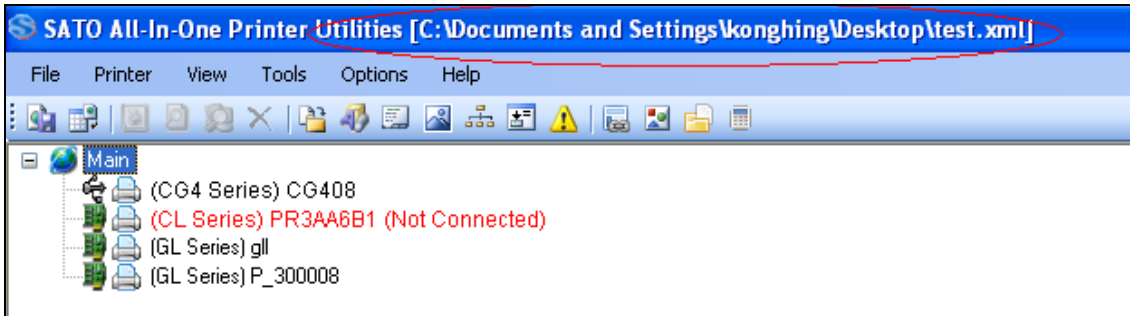 SATO All-In-One Printer Utilities [C:\Documents and Settings\konghing\Desktop\test.xml]
File Printer View Tools Options Help
Main
(CG4 Series) CG408
(CL Series) PR3AA6B1 (Not Connected)
(GL Series) gll
(GL Series) P_300008